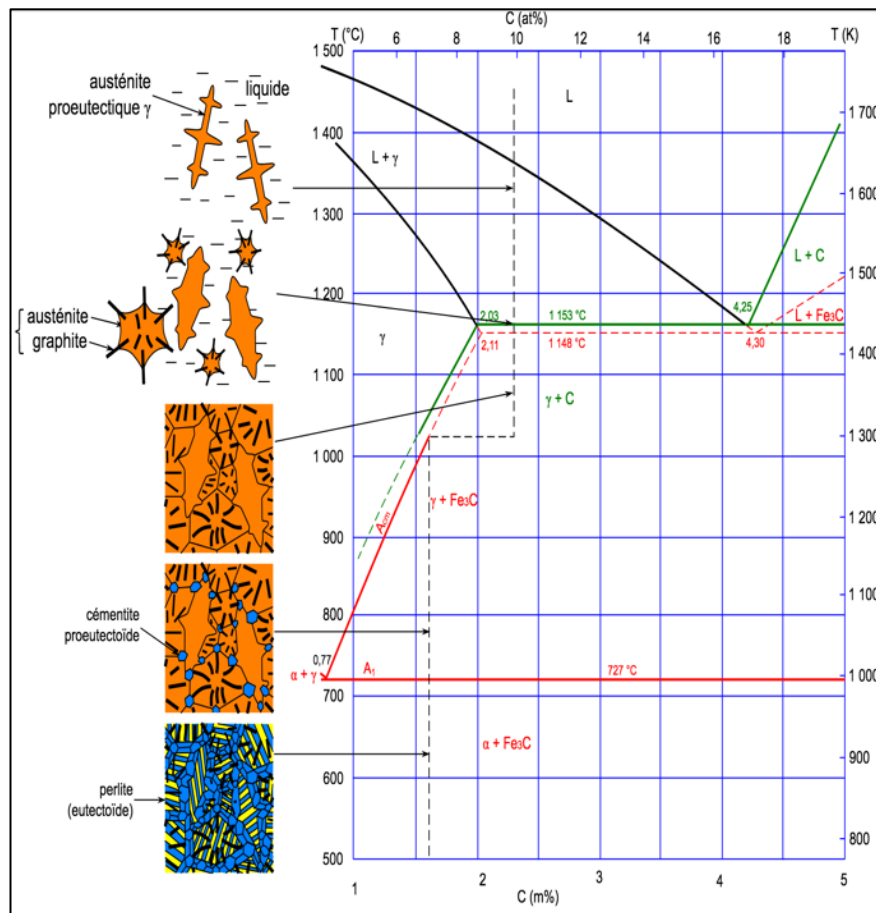 C (at%)
T (°C)
6
8
10
12
14
16
18
T (K)
1 500
1 400
1 300
1 200
1 100
1 000
900
800
700
600
500
1 700
1 600
1 500
1 400
1 300
1 200
1 100
1 000
900
800
austénite
proeutectique γ
liquide
L
L + γ
L + C
4,25
2,03
1 153 °C
L + Fe₃C
austénite
graphite
γ
2,11
1 148 °C
4,30
γ + C
γ + Fe₃C
Acm
cémentite
proeutectoïde
0,77
α + γ
A₁
727 °C
α + Fe₃C
perlite
(eutectoïde)
1
2
3
4
5
C (m%)